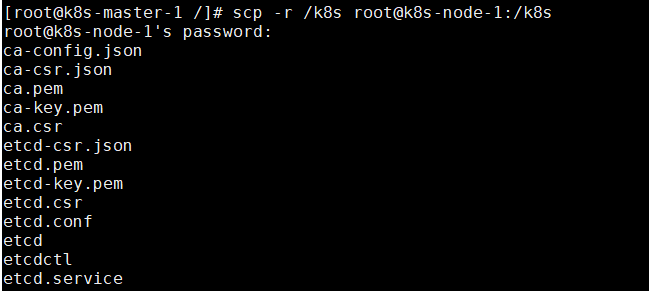 [root@k8s-master-1 /]# scp -r /k8s root@k8s-node-1:/k8s
root@k8s-node-1's password:
ca-config.json
ca-csr.json
ca.pem
ca-key.pem
ca.csr
etcd-csr.json
etcd.pem
etcd-key.pem
etcd.csr
etcd.conf
etcd
etcdctl
etcd.service